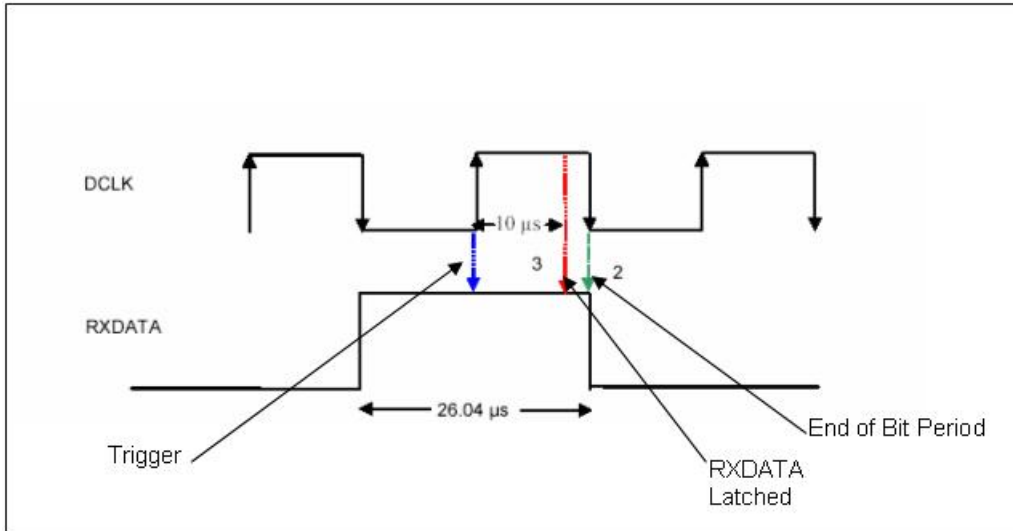 DCLK
10 µs
3
2
RXDATA
26.04 µs
Trigger
End of Bit Period
RXDATA
Latched